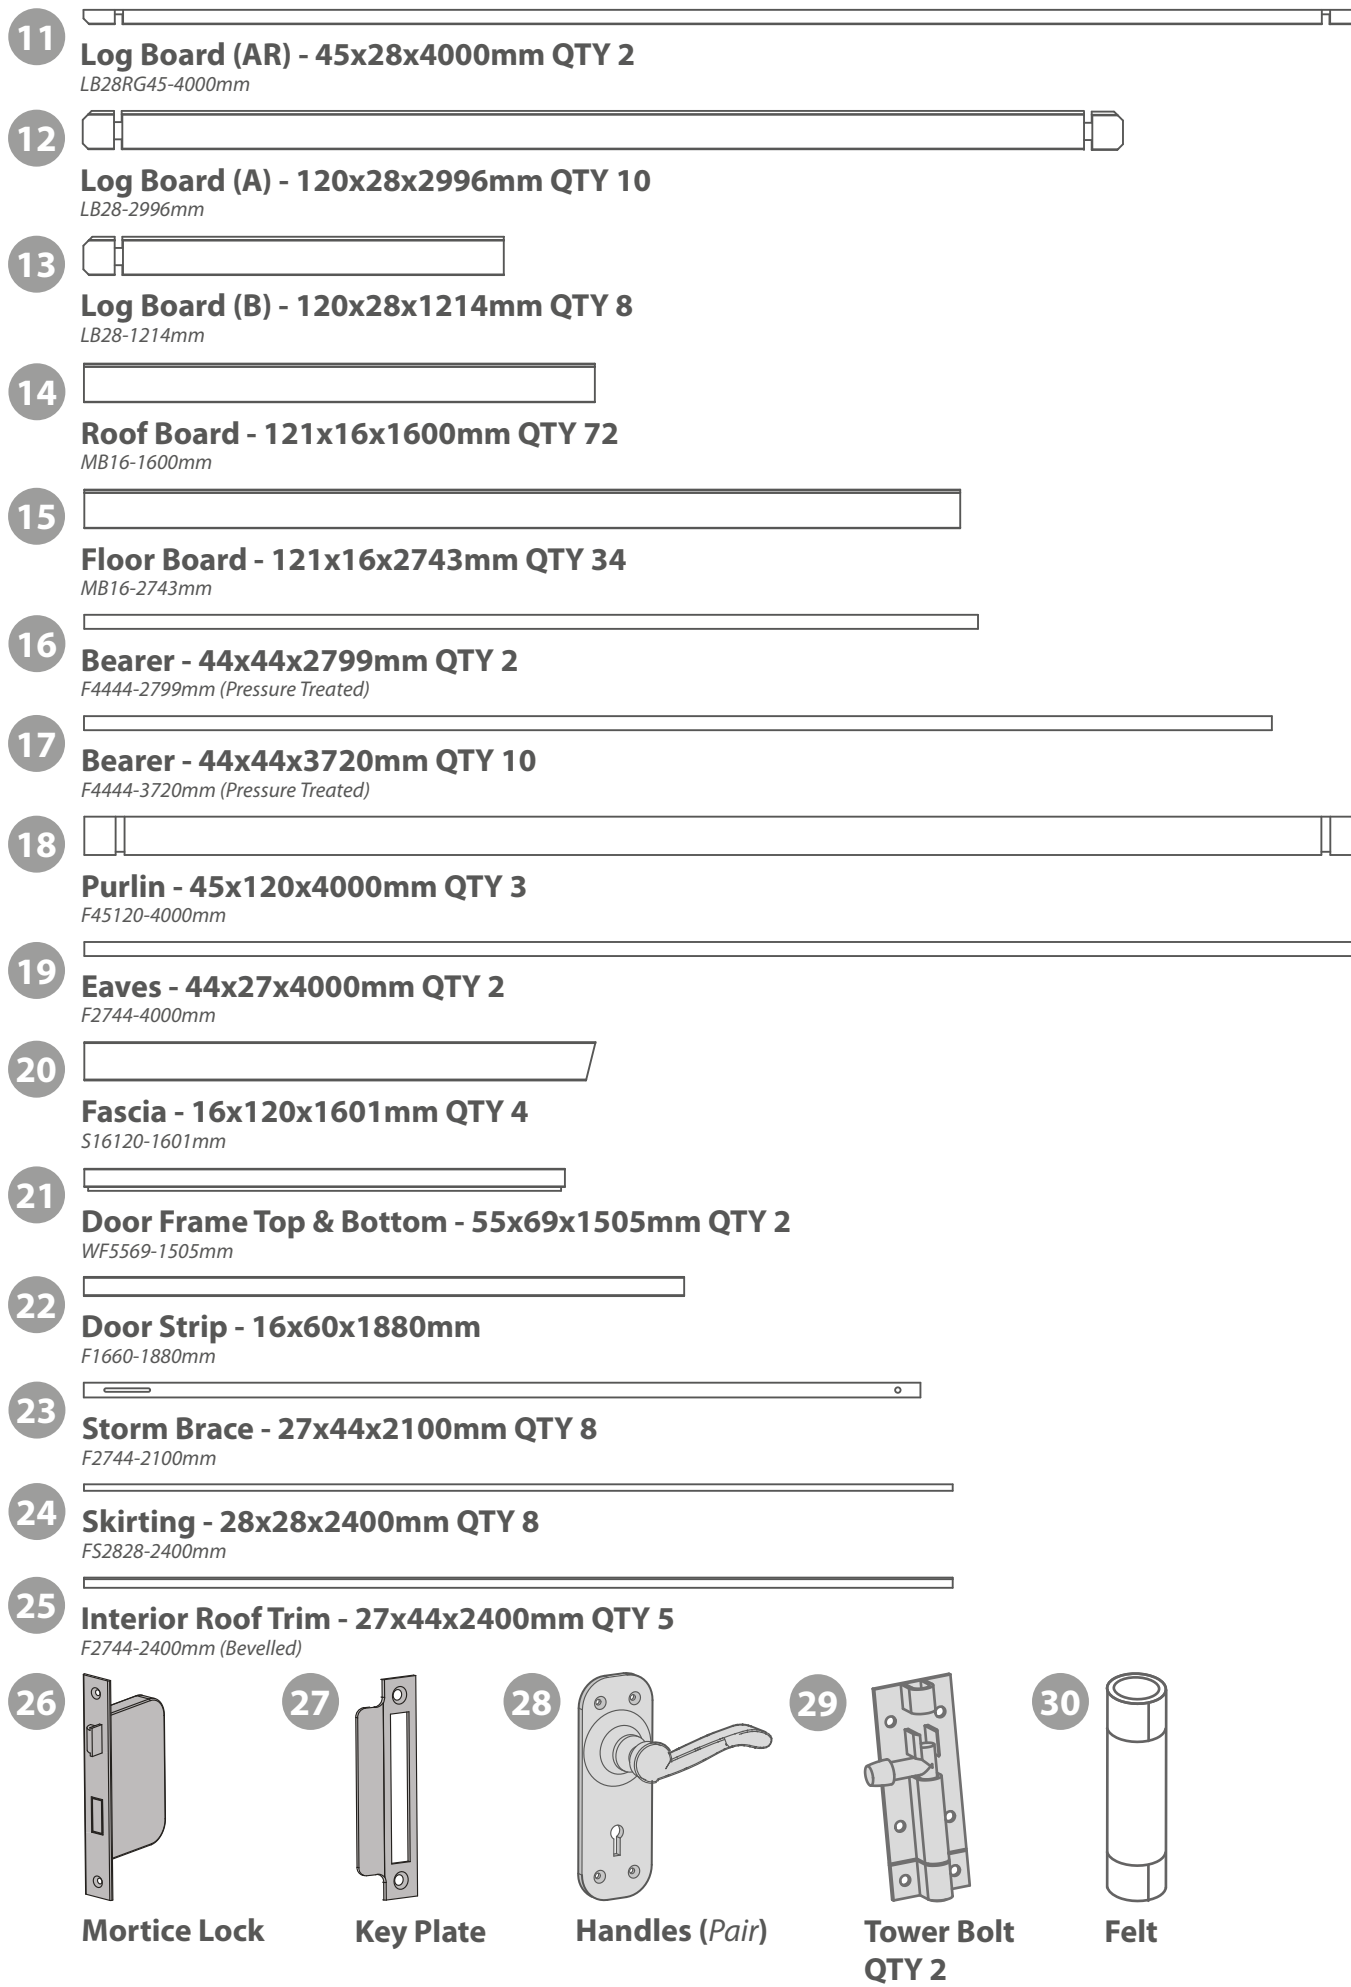 11
Log Board (AR) - 45x28x4000mm QTY 2
LB28RG45-4000mm
12
Log Board (A) - 120x28x2996mm QTY 10
LB28-2996mm
13
Log Board (B) - 120x28x1214mm QTY 8
LB28-1214mm
14
Roof Board - 121x16x1600mm QTY 72
MB16-1600mm
15
Floor Board - 121x16x2743mm QTY 34
MB16-2743mm
16
Bearer - 44x44x2799mm QTY 2
F4444-2799mm (Pressure Treated)
17
Bearer - 44x44x3720mm QTY 10
F4444-3720mm (Pressure Treated)
18
Purlin - 45x120x4000mm QTY 3
F45120-4000mm
19
Eaves - 44x27x4000mm QTY 2
F2744-4000mm
20
Fascia - 16x120x1601mm QTY 4
S16120-1601mm
21
Door Frame Top & Bottom - 55x69x1505mm QTY 2
WF5569-1505mm
22
Door Strip - 16x60x1880mm
F1660-1880mm
23
Storm Brace - 27x44x2100mm QTY 8
F2744-2100mm
24
Skirting - 28x28x2400mm QTY 8
FS2828-2400mm
25
Interior Roof Trim - 27x44x2400mm QTY 5
F2744-2400mm (Bevelled)
26
Mortice Lock
27
Key Plate
28
Handles (Pair)
29
Tower Bolt
QTY 2
30
Felt